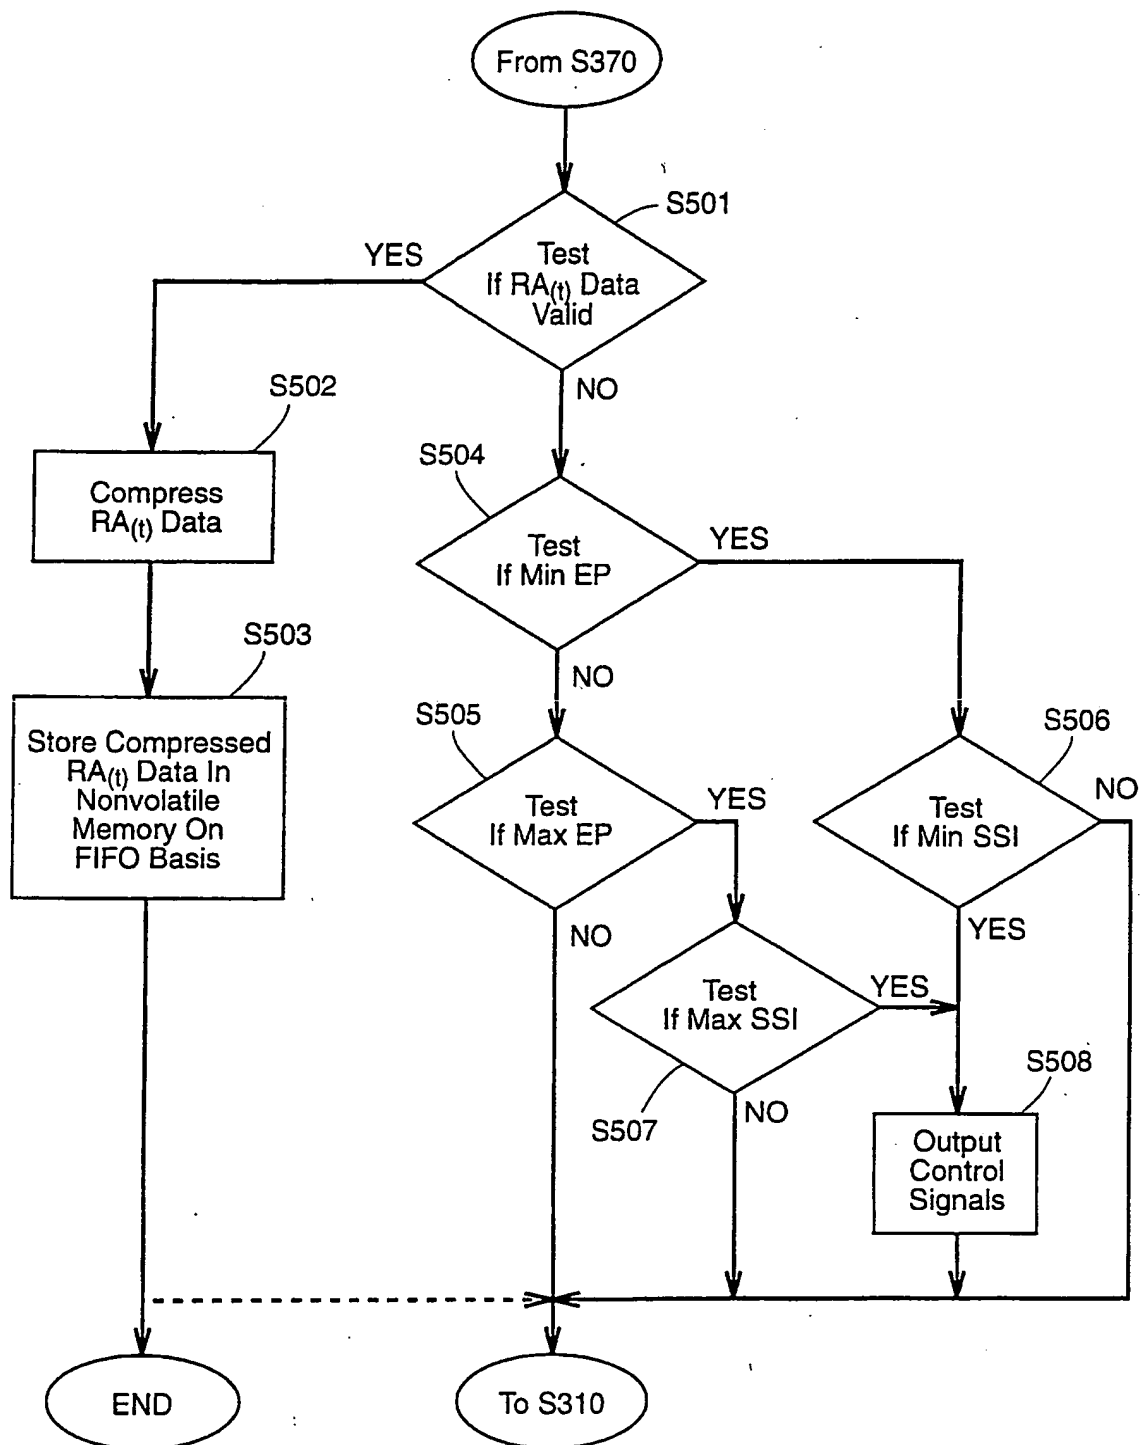 From S370
S501
Test
If RA(t) Data
Valid
YES
NO
S502
Compress
RA(t) Data
S504
Test
If Min EP
YES
NO
S503
Store Compressed
RA(t) Data In
Nonvolatile
Memory On
FIFO Basis
S505
Test
If Max EP
YES
NO
S506
Test
If Min SSI
NO
YES
Test
If Max SSI
YES
S507
NO
S508
Output
Control
Signals
END
To S310